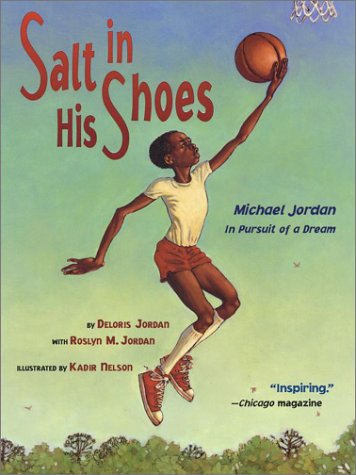 Salt in
His Shoes
Michael Jordan
In Pursuit of a Dream
BY DELORIS JORDAN
WITH ROSLYN M. JORDAN
ILLUSTRATED BY KADIR NELSON
“Inspiring.”
—Chicago magazine